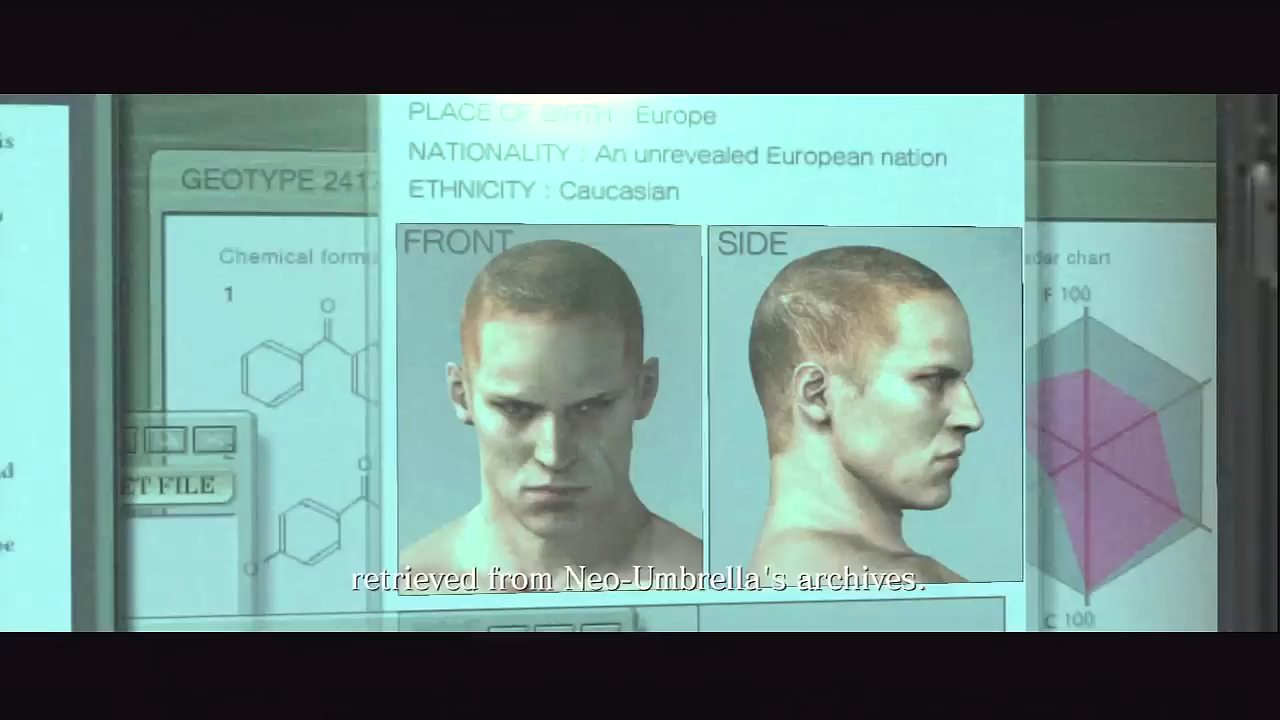 PLACE OF BIRTH : Europe
NATIONALITY : An unrevealed European nation
ETHNICITY : Caucasian
GEOTYPE 241
Chemical form
1
FRONT
SIDE
chart
F 100
ET FILE
retrieved from Neo-Umbrella's archives.
C 100